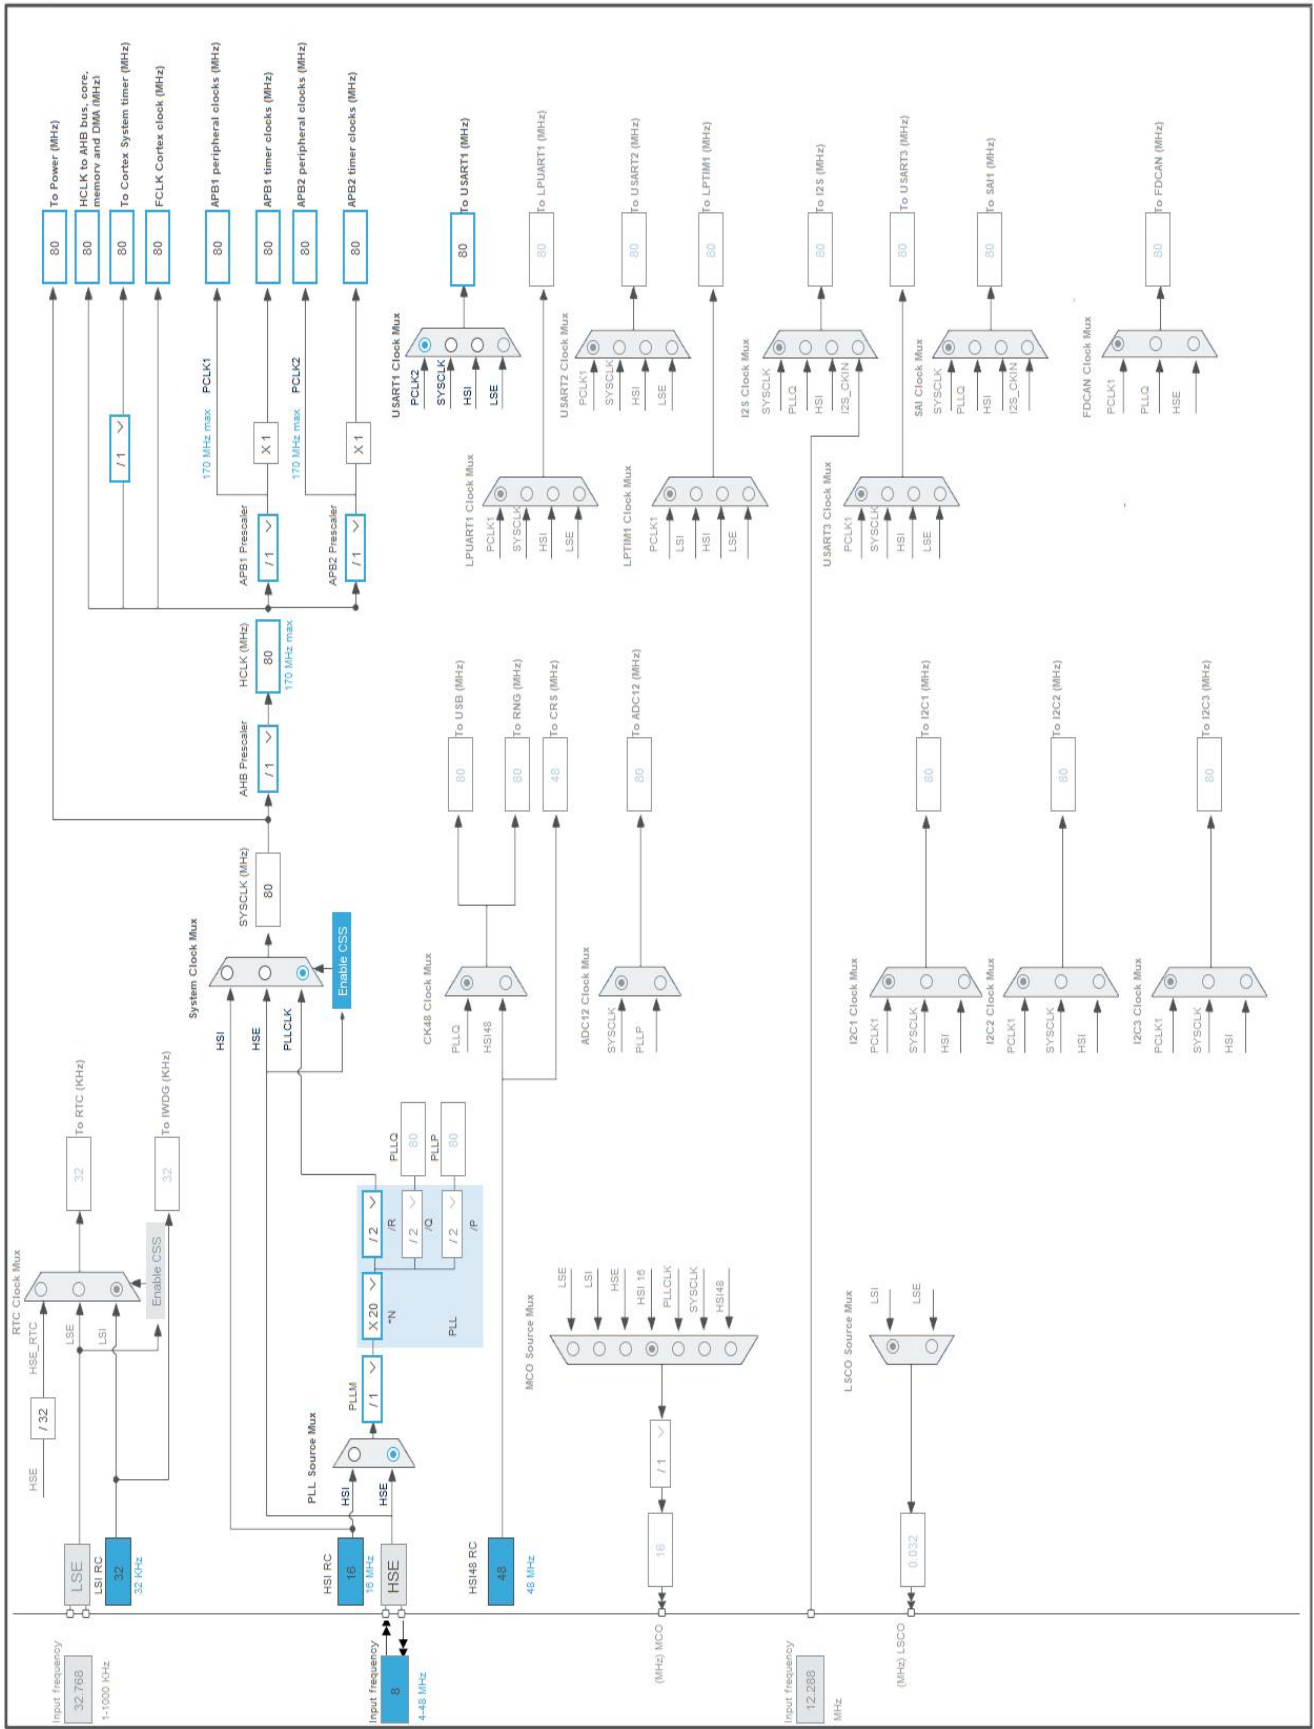 Input frequency
32.768
1-1000 KHz
LSE
LSI RC
32
32 KHz
HSE
/ 32
HSE_RTC
LSE
LSI
RTC Clock Mux
Enable CSS
32
To RTC (KHz)
32
To IWDG (KHz)
Input frequency
8
4-48 MHz
HSI RC
16
16 MHz
HSE
HSI48 RC
48
48 MHz
PLL Source Mux
HSI
HSE
PLLM
/ 1
X 20
*N
PLL
/ 2
/R
/ 2
/Q
/ 2
/P
PLLQ
80
PLLP
80
System Clock Mux
HSI
HSE
PLLCLK
Enable CSS
SYSCLK (MHz)
80
AHB Prescaler
/ 1
HCLK (MHz)
80
170 MHz max
APB1 Prescaler
/ 1
APB2 Prescaler
/ 1
/ 1
170 MHz max
PCLK1
X 1
170 MHz max
PCLK2
X 1
80
To Power (MHz)
80
HCLK to AHB bus, core,
memory and DMA (MHz)
80
To Cortex System timer (MHz)
80
FCLK Cortex clock (MHz)
80
APB1 peripheral clocks (MHz)
80
APB1 timer clocks (MHz)
80
APB2 peripheral clocks (MHz)
80
APB2 timer clocks (MHz)
CK48 Clock Mux
PLLQ
HSI48
80
To USB (MHz)
80
To RNG (MHz)
48
To CRS (MHz)
ADC12 Clock Mux
SYSCLK
PLLP
80
To ADC12 (MHz)
USART1 Clock Mux
PCLK2
SYSCLK
HSI
LSE
80
To USART1 (MHz)
LPUART1 Clock Mux
PCLK1
SYSCLK
HSI
LSE
80
To LPUART1 (MHz)
USART2 Clock Mux
PCLK1
SYSCLK
HSI
LSE
80
To USART2 (MHz)
LPTIM1 Clock Mux
PCLK1
LSI
HSI
LSE
80
To LPTIM1 (MHz)
I2S Clock Mux
SYSCLK
PLLQ
HSI
I2S_CKIN
80
To I2S (MHz)
USART3 Clock Mux
PCLK1
SYSCLK
HSI
LSE
80
To USART3 (MHz)
SAI Clock Mux
SYSCLK
PLLQ
HSI
I2S_CKIN
80
To SAI1 (MHz)
FDCAN Clock Mux
PCLK1
PLLQ
HSE
80
To FDCAN (MHz)
I2C1 Clock Mux
PCLK1
SYSCLK
HSI
80
To I2C1 (MHz)
I2C2 Clock Mux
PCLK1
SYSCLK
HSI
80
To I2C2 (MHz)
I2C3 Clock Mux
PCLK1
SYSCLK
HSI
80
To I2C3 (MHz)
MCO Source Mux
LSE
LSI
HSE
HSI 16
PLLCLK
SYSCLK
HSI48
/ 1
16
(MHz) MCO
LSCO Source Mux
LSI
LSE
0.032
(MHz) LSCO
Input frequency
12.288
MHz